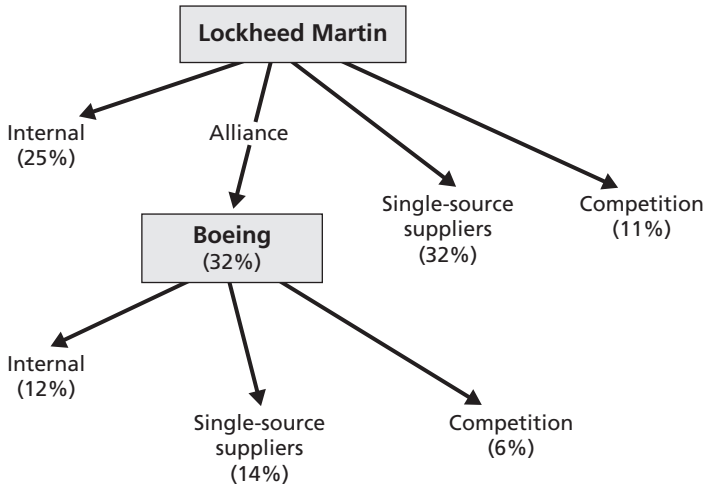 Lockheed Martin
Internal
(25%)
Alliance
Single-source
suppliers
(32%)
Competition
(11%)
Boeing
(32%)
Internal
(12%)
Single-source
suppliers
(14%)
Competition
(6%)